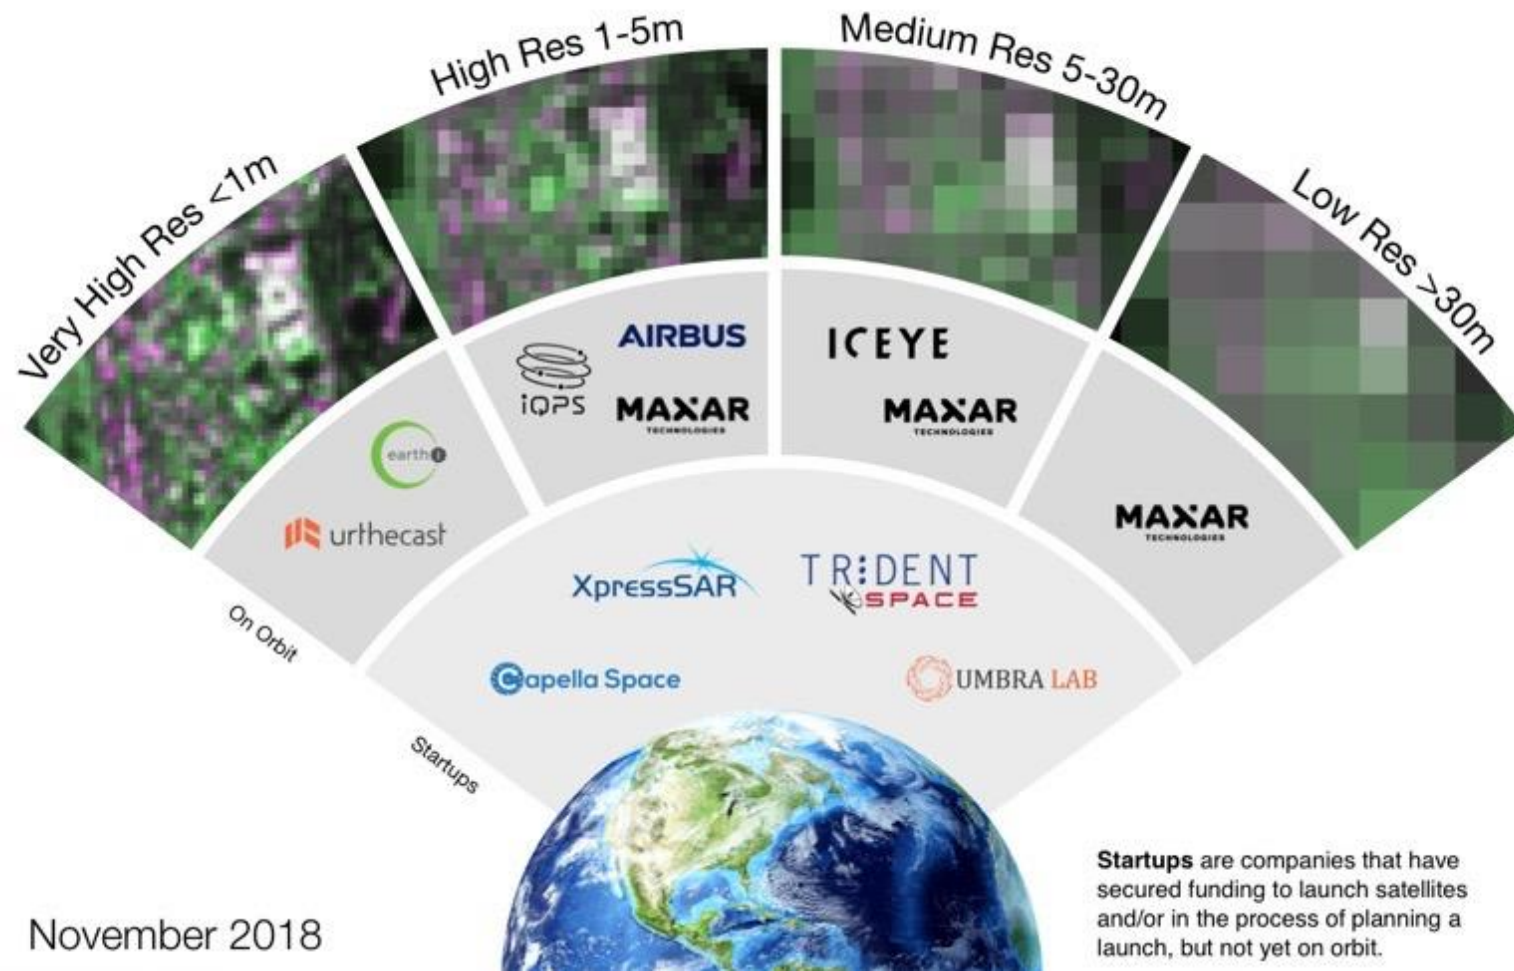 Very High Res <1m
High Res 1-5m
Medium Res 5-30m
Low Res >30m
earthi
urthecast
iQPS
AIRBUS
MAXAR
TECHNOLOGIES
ICEYE
MAXAR
TECHNOLOGIES
MAXAR
TECHNOLOGIES
On Orbit
XpressSAR
TRIDENT
SPACE
Capella Space
UMBRA LAB
Startups
Startups are companies that have
secured funding to launch satellites
and/or in the process of planning a
launch, but not yet on orbit.
November 2018